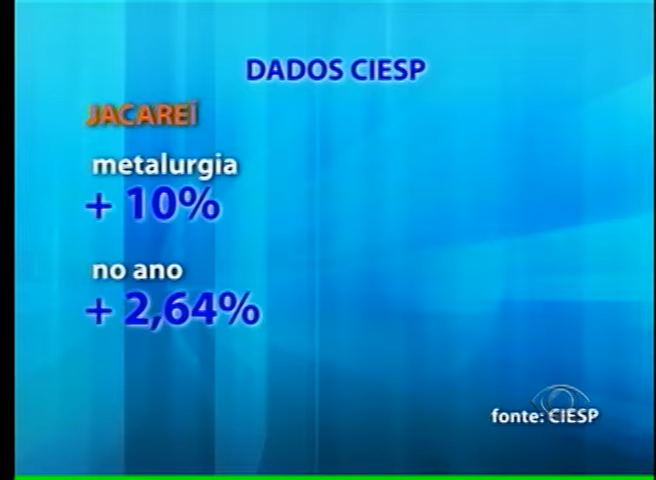 DADOS CIESP
JACAREÍ
metalurgia
+ 10%
no ano
+ 2,64%
fonte: CIESP